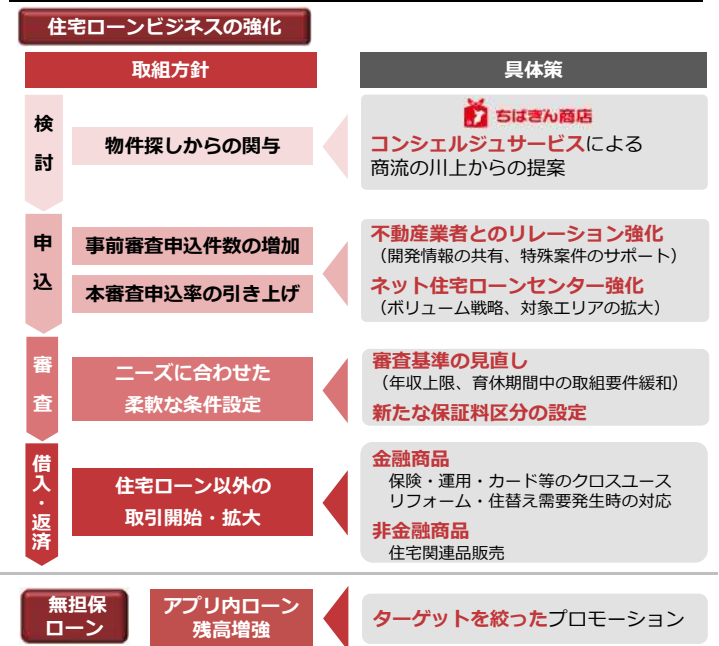 住宅ローンビジネスの強化
取組方針
具体策
検討
物件探しからの関与
ちばぎん商店
コンシェルジュサービスによる
商流の川上からの提案
申込
事前審査申込件数の増加
本審査申込率の引き上げ
不動産業者とのリレーション強化
（開発情報の共有、特殊案件のサポート）
ネット住宅ローンセンター強化
（ボリューム戦略、対象エリアの拡大）
審査
ニーズに合わせた
柔軟な条件設定
審査基準の見直し
（年収上限、育休期間中の取組要件緩和）
新たな保証料区分の設定
借入・返済
住宅ローン以外の
取引開始・拡大
金融商品
保険・運用・カード等のクロスユース
リフォーム・住替え需要発生時の対応
非金融商品
住宅関連品販売
無担保
ローン
アプリ内ローン
残高増強
ターゲットを絞ったプロモーション